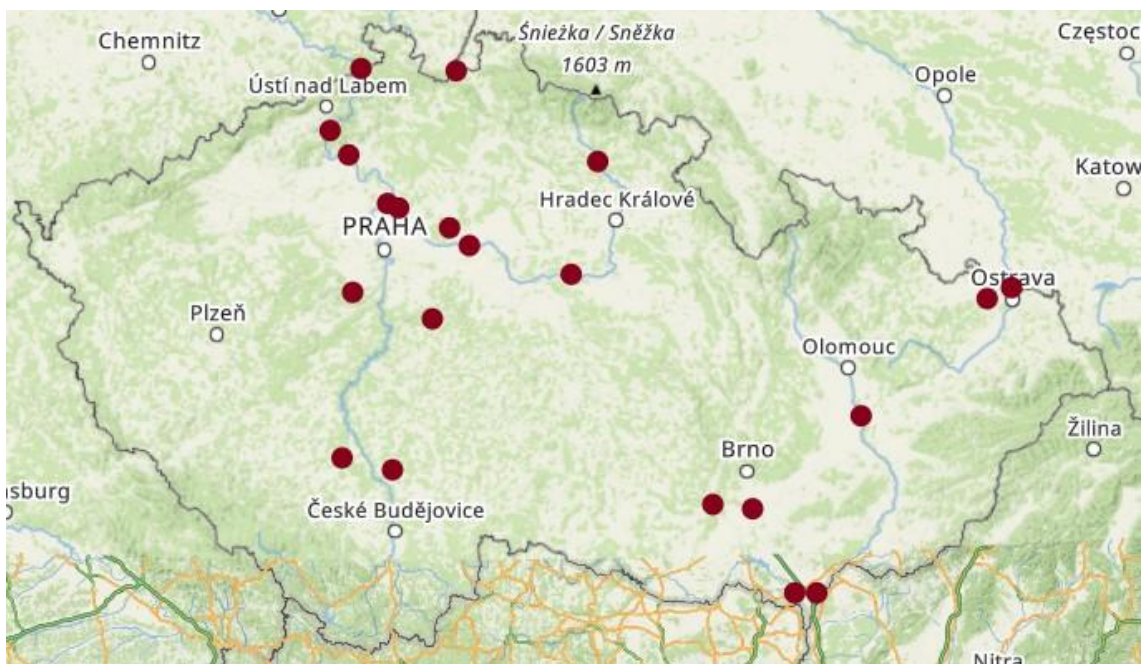 Śnieżka / Sněžka
1603 m
Chemnitz
Częstoc
Ústí nad Labem
Opole
Katow
Hradec Králové
PRAHA
Ostrava
Plzeň
Olomouc
Žilina
Brno
nsburg
České Budějovice
Nitra